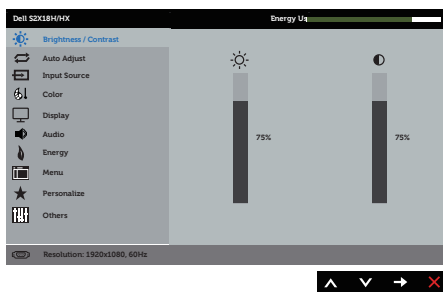 Dell S2X18H/HX
Energy Us
Brightness / Contrast
Auto Adjust
Input Source
Color
Display
Audio
Energy
Menu
Personalize
Others
75%
75%
Resolution: 1920x1080, 60Hz